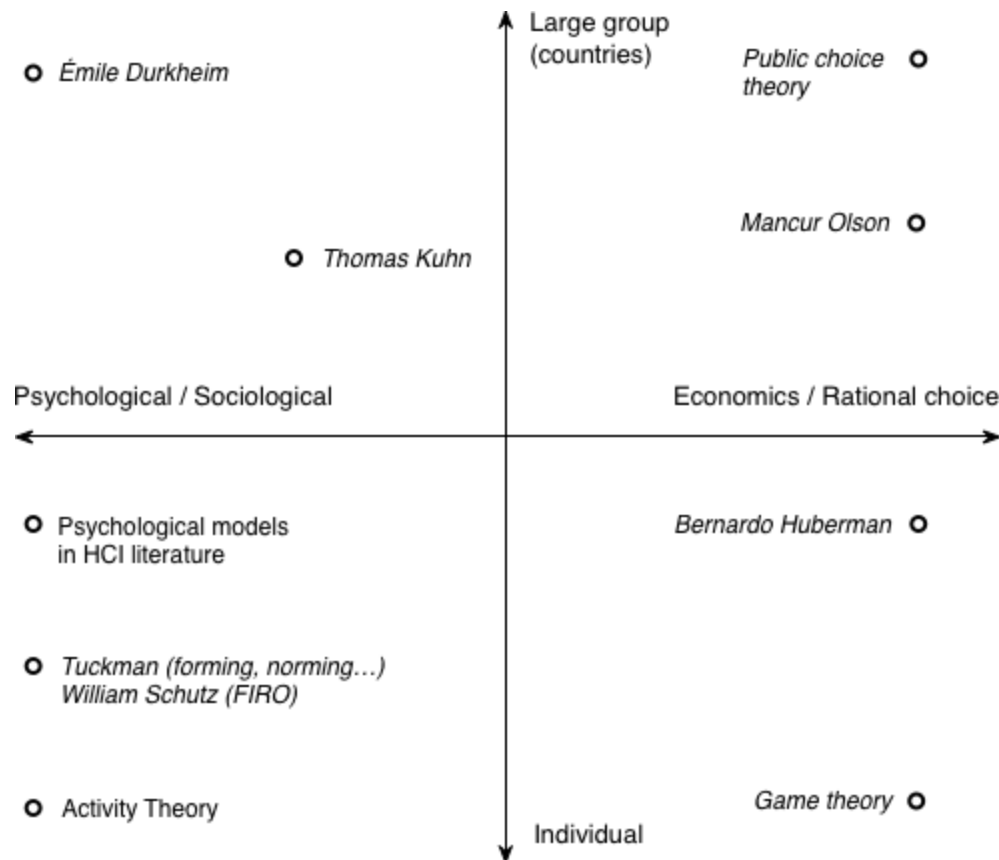 Large group
(countries)
Émile Durkheim
Public choice
theory
Mancur Olson
Thomas Kuhn
Psychological / Sociological
Economics / Rational choice
Psychological models
in HCI literature
Bernardo Huberman
Tuckman (forming, norming…)
William Schutz (FIRO)
Activity Theory
Game theory
Individual